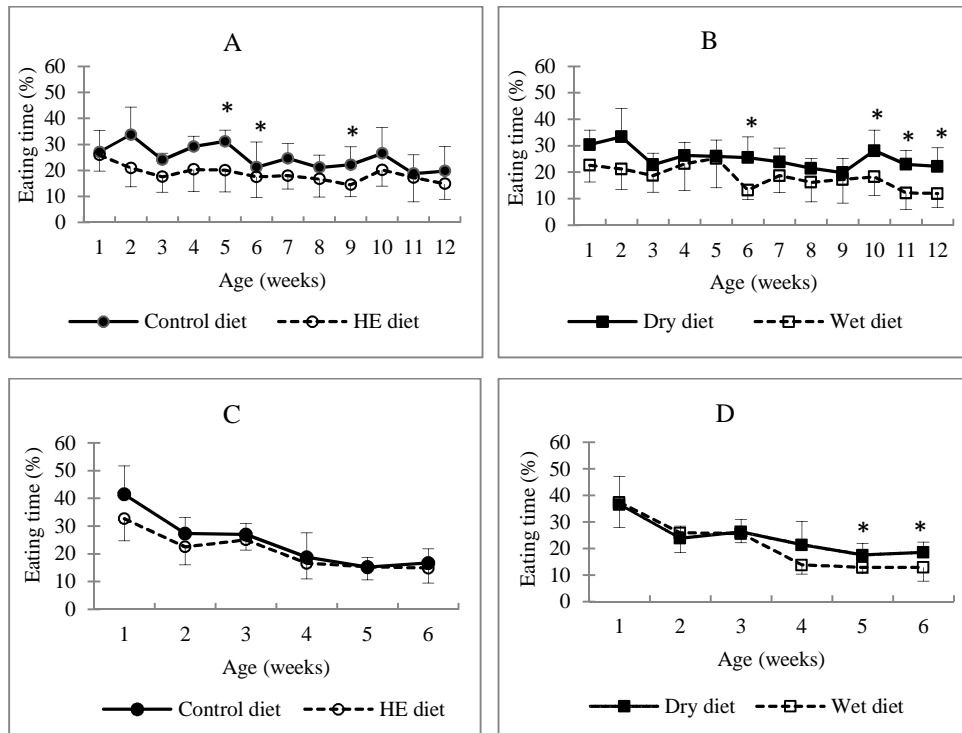 A
Eating time (%)
60
50
40
30
20
10
0
* * *
1 2 3 4 5 6 7 8 9 10 11 12
Age (weeks)
Control diet HE diet
B
Eating time (%)
60
50
40
30
20
10
0
* * * *
1 2 3 4 5 6 7 8 9 10 11 12
Age (weeks)
Dry diet Wet diet
C
Eating time (%)
60
50
40
30
20
10
0
1 2 3 4 5 6
Age (weeks)
Control diet HE diet
D
Eating time (%)
60
50
40
30
20
10
0
* *
1 2 3 4 5 6
Age (weeks)
Dry diet Wet diet